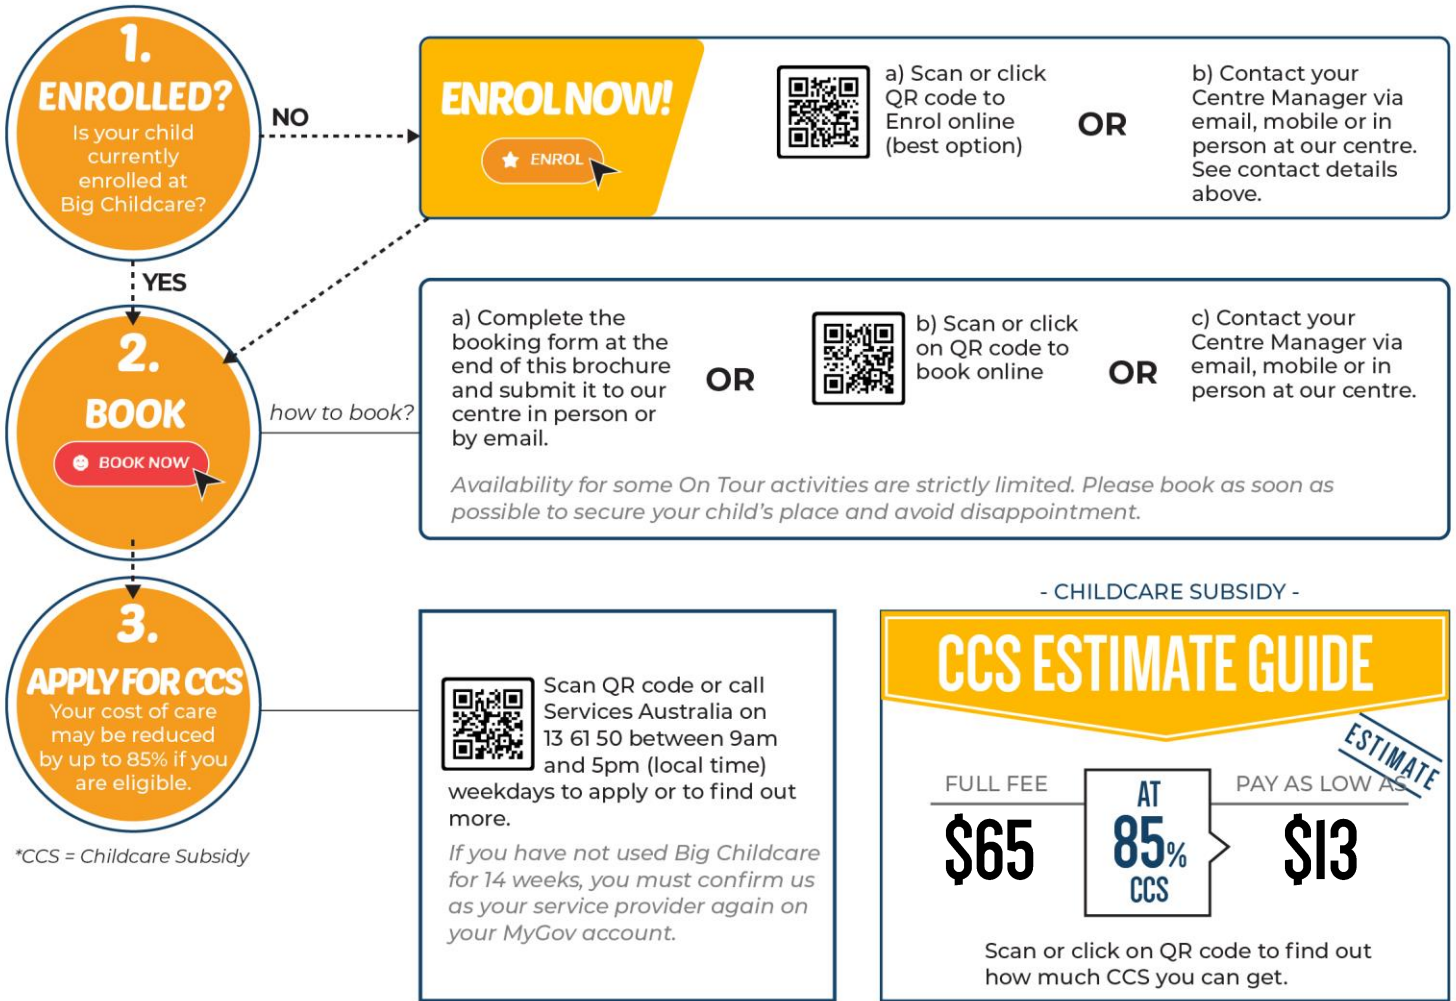 1.
ENROLLED?
Is your child
currently
enrolled at
Big Childcare?
NO
ENROL NOW!
ENROL
a) Scan or click
QR code to
Enrol online
(best option)
OR
b) Contact your
Centre Manager via
email, mobile or in
person at our centre.
See contact details
above.
YES
2.
BOOK
BOOK NOW
how to book?
a) Complete the
booking form at the
end of this brochure
and submit it to our
centre in person or
by email.
OR
b) Scan or click
on QR code to
book online
OR
c) Contact your
Centre Manager via
email, mobile or in
person at our centre.
Availability for some On Tour activities are strictly limited. Please book as soon as
possible to secure your child's place and avoid disappointment.
3.
APPLY FOR CCS
Your cost of care
may be reduced
by up to 85% if you
are eligible.
*CCS = Childcare Subsidy
Scan QR code or call
Services Australia on
13 61 50 between 9am
and 5pm (local time)
weekdays to apply or to find out
more.
If you have not used Big Childcare
for 14 weeks, you must confirm us
as your service provider again on
your MyGov account.
- CHILDCARE SUBSIDY -
CCS ESTIMATE GUIDE
ESTIMATE
FULL FEE
$65
AT
85%
CCS
PAY AS LOW AS
$13
Scan or click on QR code to find out
how much CCS you can get.